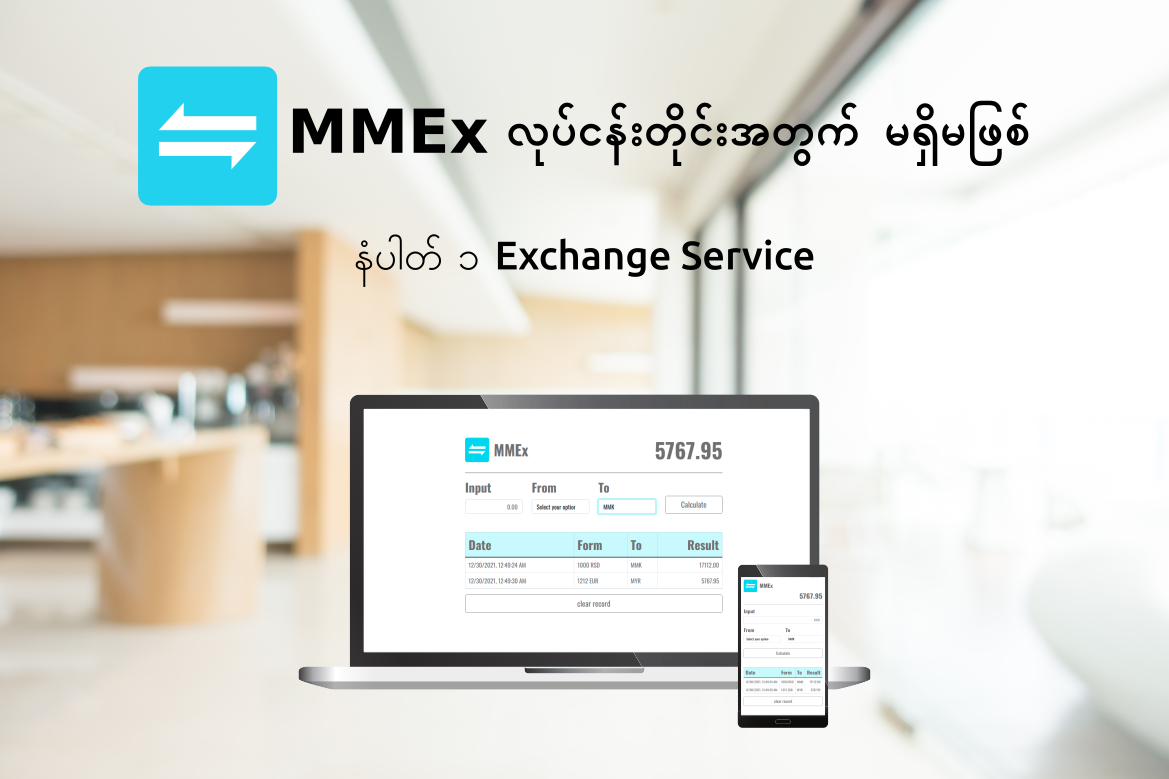 MMEx လုပ်ငန်းတိုင်းအတွက် မရှိမဖြစ်
နံပါတ် ၁ Exchange Service
MMEx 5767.95
Input From To
0.00 Select your option MMK Calculate
Date Form To Result
12/30/2021, 12:49:24 AM 1000 RSD MMK 17112.00
12/30/2021, 12:49:30 AM 1212 EUR MYR 5767.95
clear record
MMEx
5767.95
Input
From To
Select your option MMK
Calculate
Date Form To Result
clear record